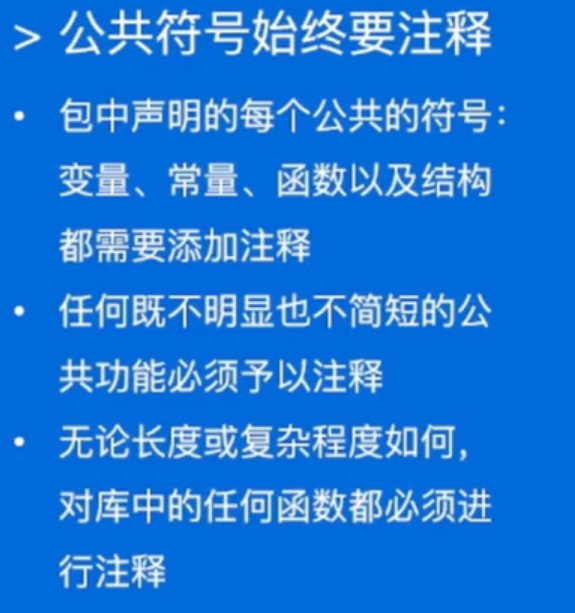 > 公共符号始终要注释
• 包中声明的每个公共的符号：
变量、常量、函数以及结构
都需要添加注释
• 任何既不明显也不简短的公
共功能必须予以注释
• 无论长度或复杂程度如何，
对库中的任何函数都必须进
行注释